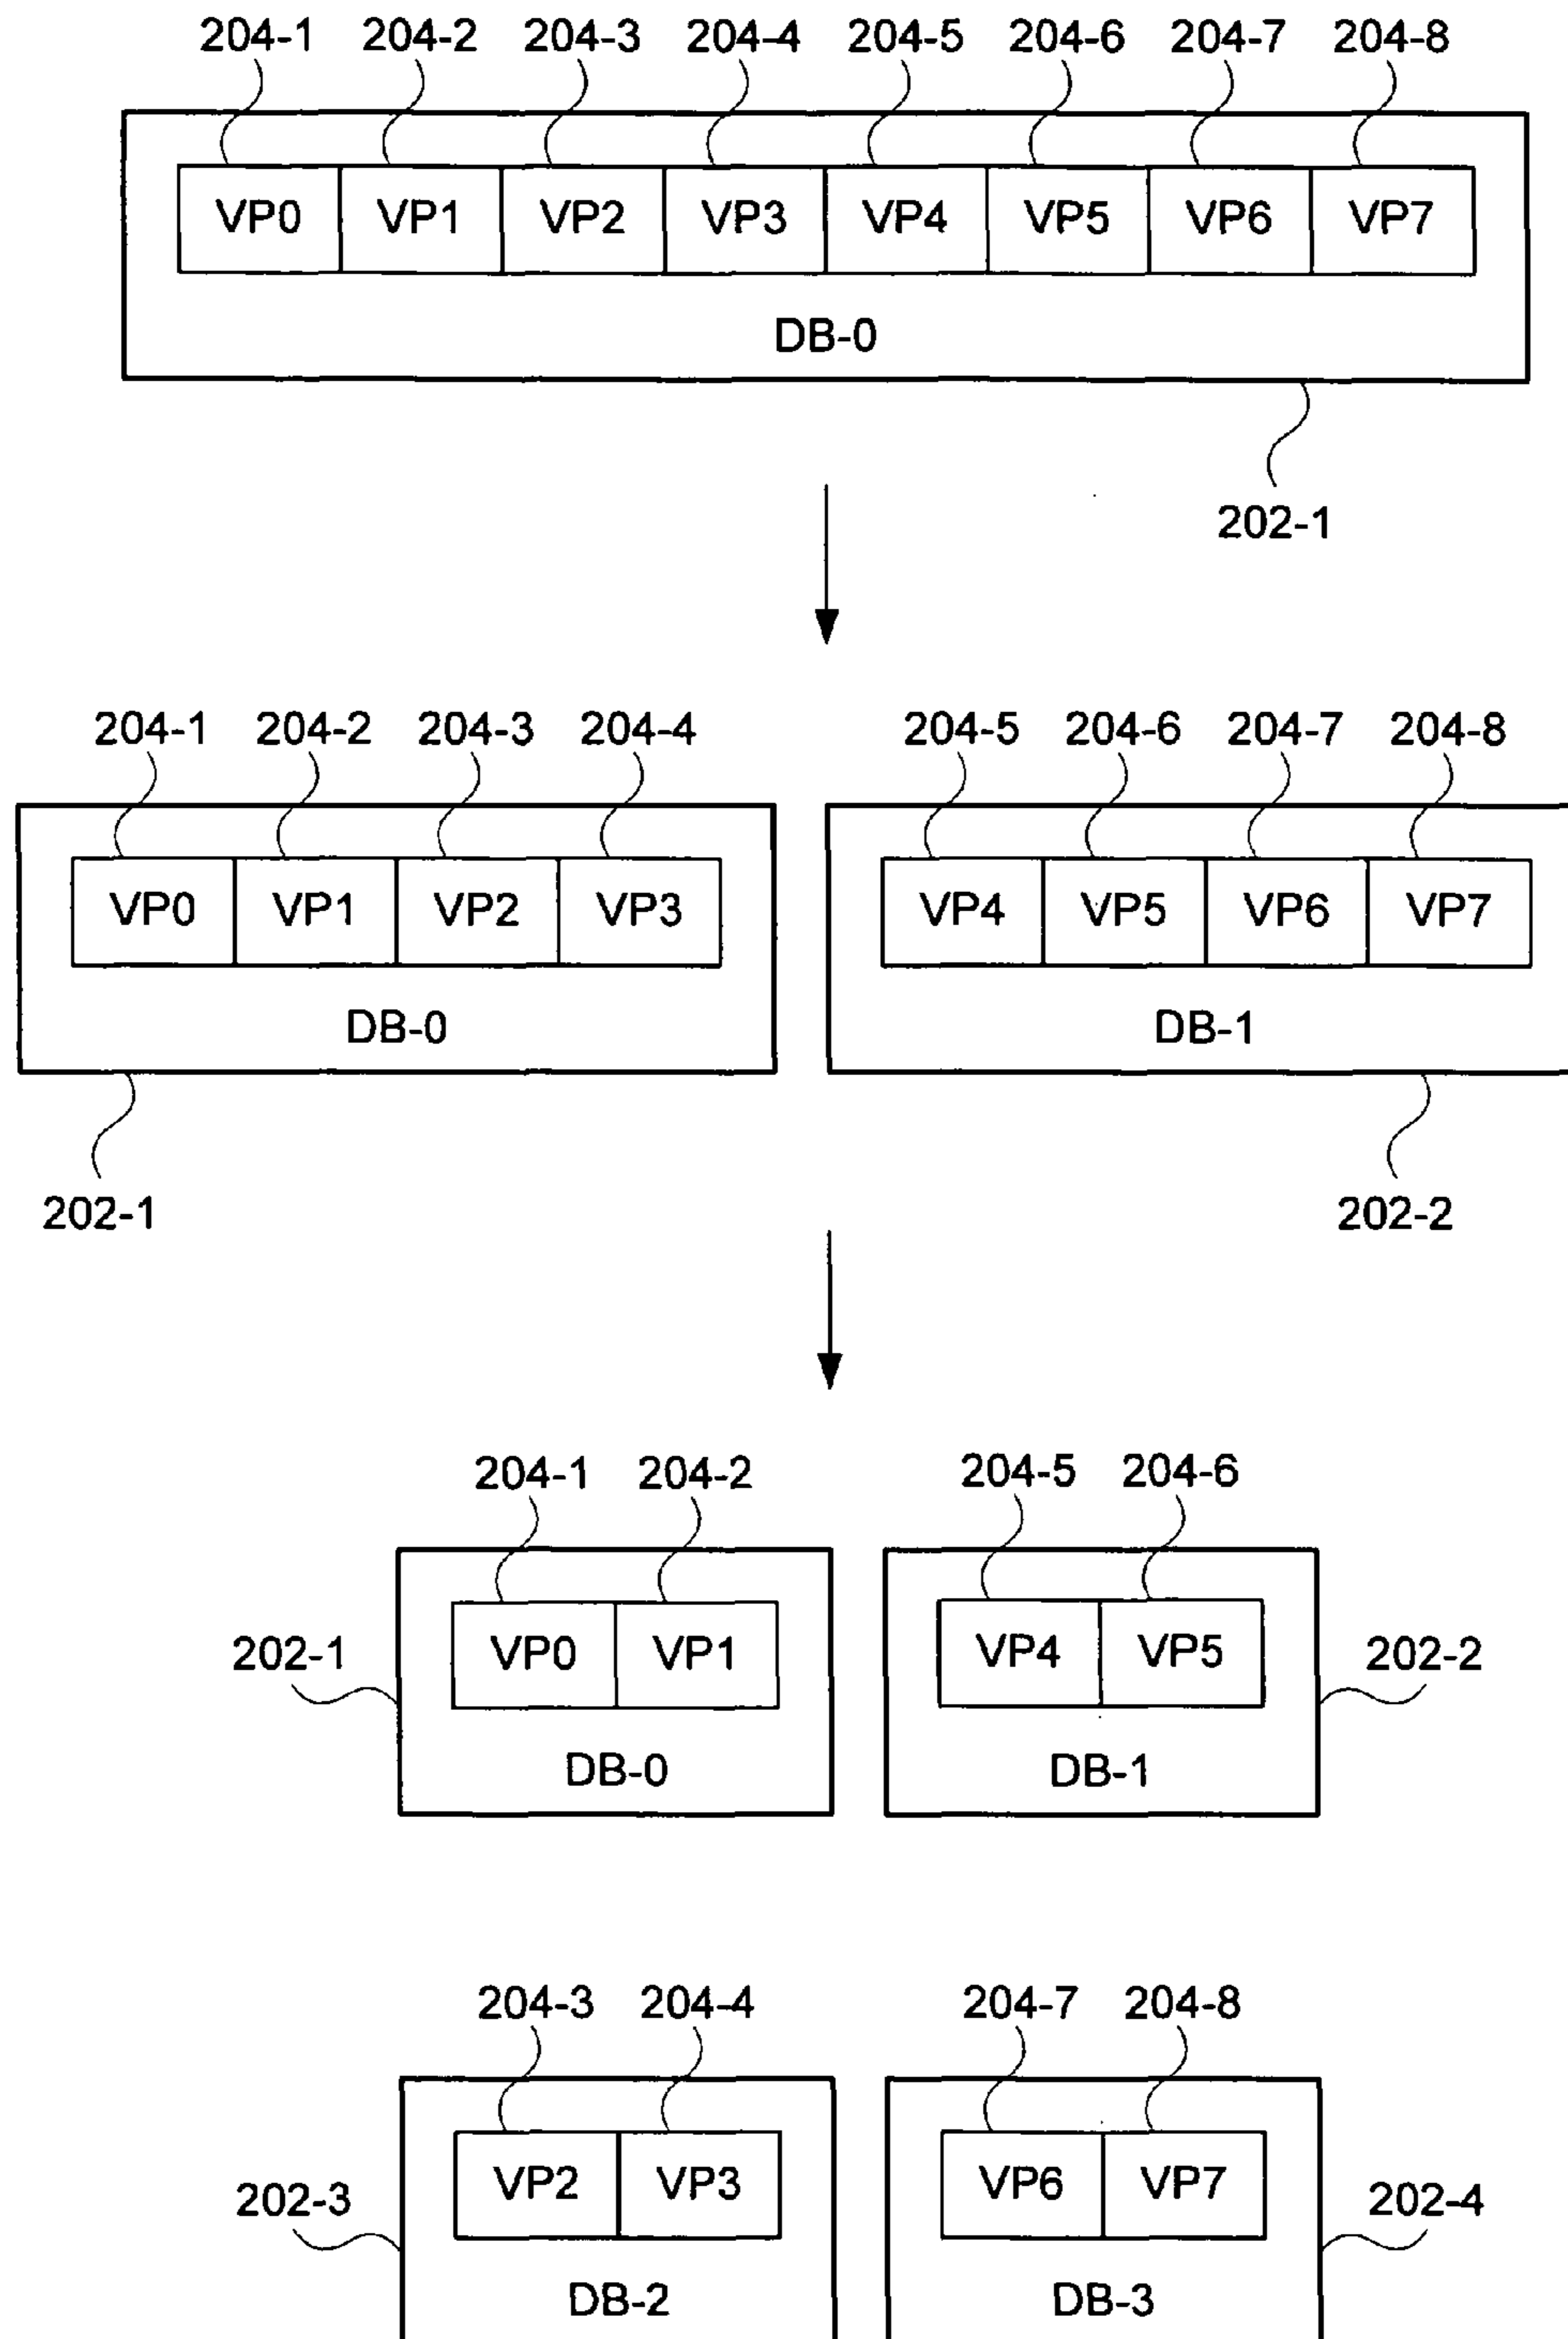 204-1 204-2 204-3 204-4 204-5 204-6 204-7 204-8
VP0 VP1 VP2 VP3 VP4 VP5 VP6 VP7
DB-0
202-1
204-1 204-2 204-3 204-4 204-5 204-6 204-7 204-8
VP0 VP1 VP2 VP3 VP4 VP5 VP6 VP7
DB-0 DB-1
202-1 202-2
204-1 204-2 204-5 204-6
202-1 VP0 VP1 VP4 VP5 202-2
DB-0 DB-1
204-3 204-4 204-7 204-8
202-3 VP2 VP3 VP6 VP7 202-4
DB-2 DB-3